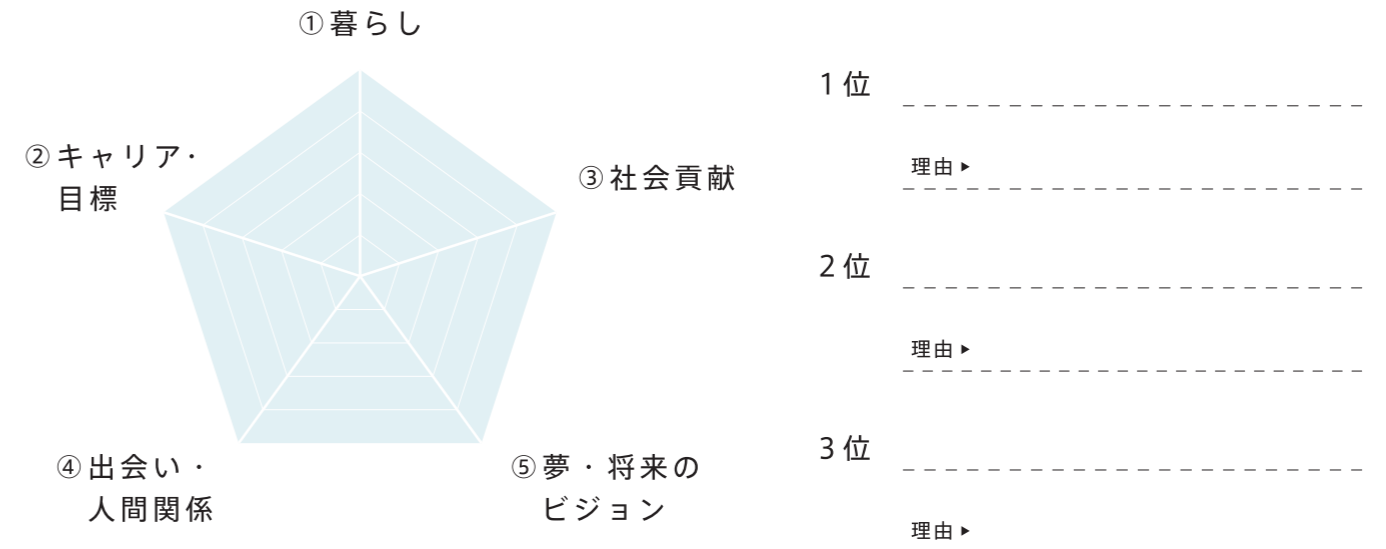 ①暮らし
②キャリア・
目標
③社会貢献
④出会い・
人間関係
⑤夢・将来の
ビジョン
1位
理由▶
2位
理由▶
3位
理由▶